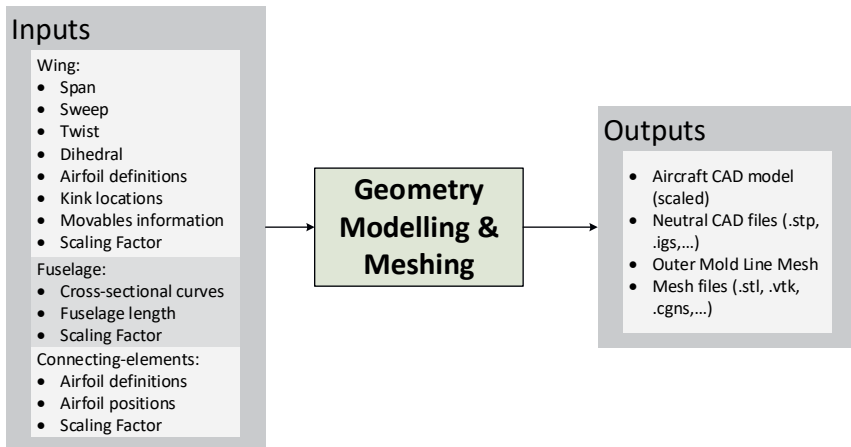 Inputs
Wing:
• Span
• Sweep
• Twist
• Dihedral
• Airfoil definitions
• Kink locations
• Movables information
• Scaling Factor
Fuselage:
• Cross-sectional curves
• Fuselage length
• Scaling Factor
Connecting-elements:
• Airfoil definitions
• Airfoil positions
• Scaling Factor
Geometry
Modelling &
Meshing
Outputs
• Aircraft CAD model
(scaled)
• Neutral CAD files (.stp,
.igs,...)
• Outer Mold Line Mesh
• Mesh files (.stl, .vtk,
.cgns,...)